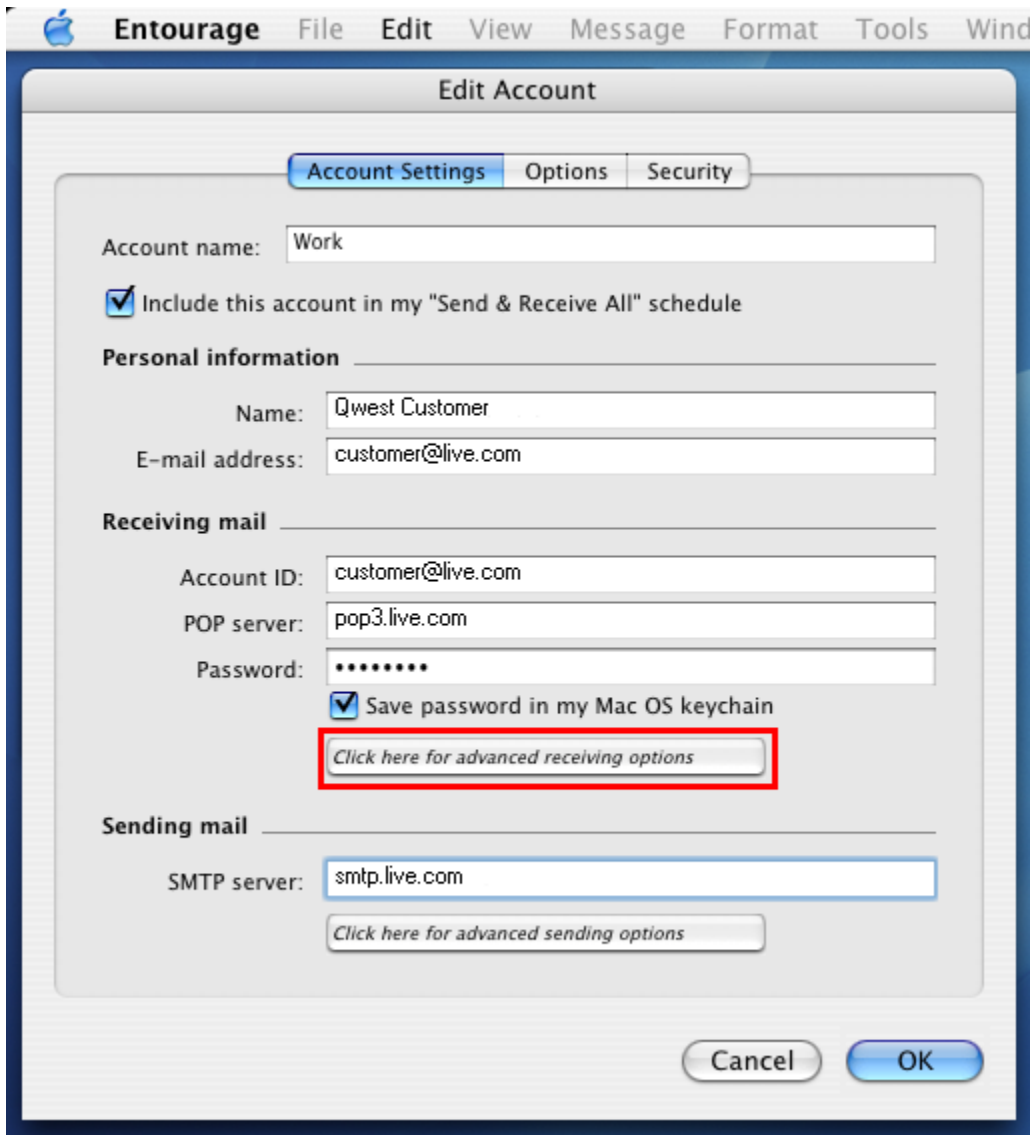 Entourage File Edit View Message Format Tools Wind
Edit Account
Account Settings Options Security
Account name: Work
Include this account in my "Send & Receive All" schedule
Personal information
Name: Qwest Customer
E-mail address: customer@live.com
Receiving mail
Account ID: customer@live.com
POP server: pop3.live.com
Password: ••••••••
Save password in my Mac OS keychain
Click here for advanced receiving options
Sending mail
SMTP server: smtp.live.com
Click here for advanced sending options
Cancel OK